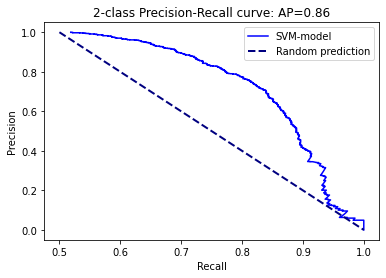 2-class Precision-Recall curve: AP=0.86
SVM-model
Random prediction
Precision
1.0
0.8
0.6
0.4
0.2
0.0
0.5
0.6
0.7
0.8
0.9
1.0
Recall